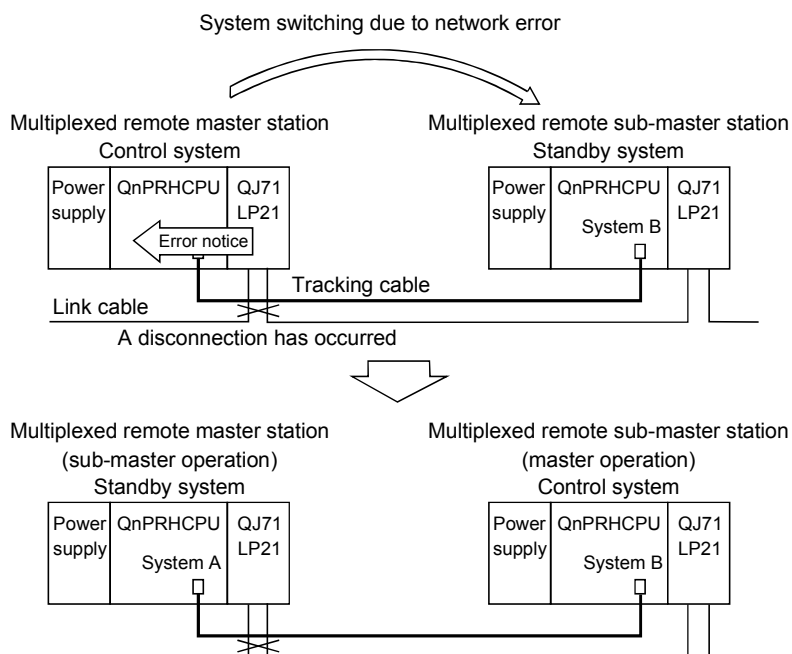 System switching due to network error
Multiplexed remote master station
Control system
Multiplexed remote sub-master station
Standby system
Power
supply
QnPRHCPU
QJ71
LP21
Error notice
Power
supply
QnPRHCPU
System B
QJ71
LP21
Tracking cable
Link cable
A disconnection has occurred
Multiplexed remote master station
(sub-master operation)
Standby system
Multiplexed remote sub-master station
(master operation)
Control system
Power
supply
QnPRHCPU
System A
QJ71
LP21
Power
supply
QnPRHCPU
System B
QJ71
LP21